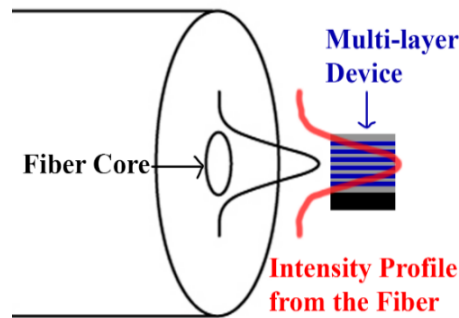 Multi-layer
Device
Fiber Core
Intensity Profile
from the Fiber